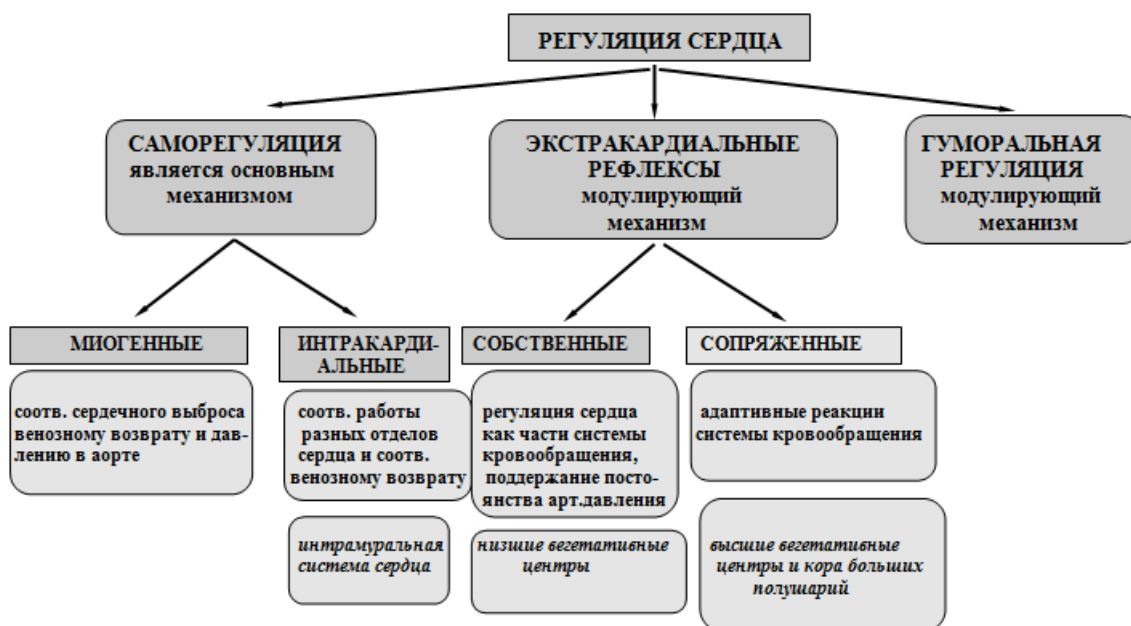 РЕГУЛЯЦИЯ СЕРДЦА
САМОРЕГУЛЯЦИЯ
является основным
механизмом
ЭКСТРАКАРДИАЛЬНЫЕ
РЕФЛЕКСЫ
модулирующий
механизм
ГУМОРАЛЬНАЯ
РЕГУЛЯЦИЯ
модулирующий
механизм
МИОГЕННЫЕ
соотв. сердечного выброса
венозному возврату и дав-
лению в аорте
ИНТРАКАРДИ-
АЛЬНЫЕ
соотв. работы
разных отделов
сердца и соотв.
венозному возврату
интрамуральная
система сердца
СОБСТВЕННЫЕ
регуляция сердца
как части системы
кровообращения,
поддержание посто-
янства арт.давления
низшие вегетативные
центры
СОПРЯЖЕННЫЕ
адаптивные реакции
системы кровообращения
высшие вегетативные
центры и кора больших
полушарий